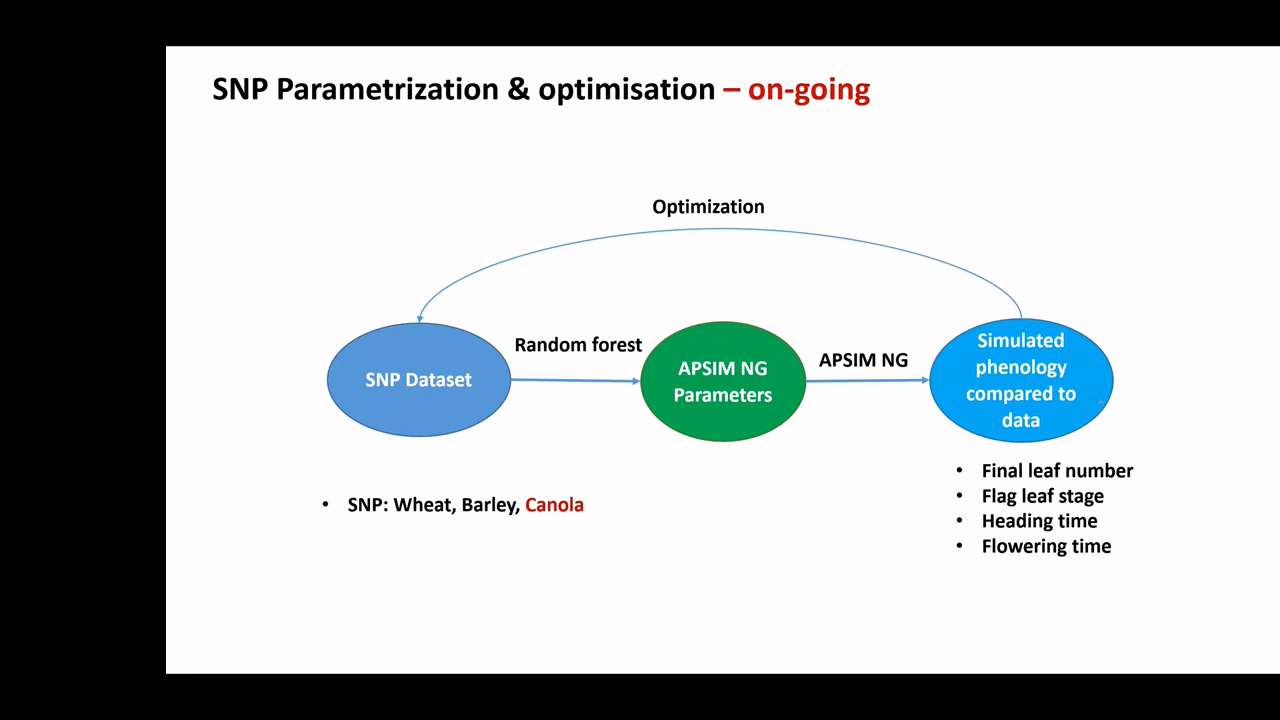 SNP Parametrization & optimisation – on-going
Optimization
Random forest
APSIM NG
SNP Dataset
APSIM NG
Parameters
Simulated
phenology
compared to
data
• SNP: Wheat, Barley, Canola
• Final leaf number
• Flag leaf stage
• Heading time
• Flowering time